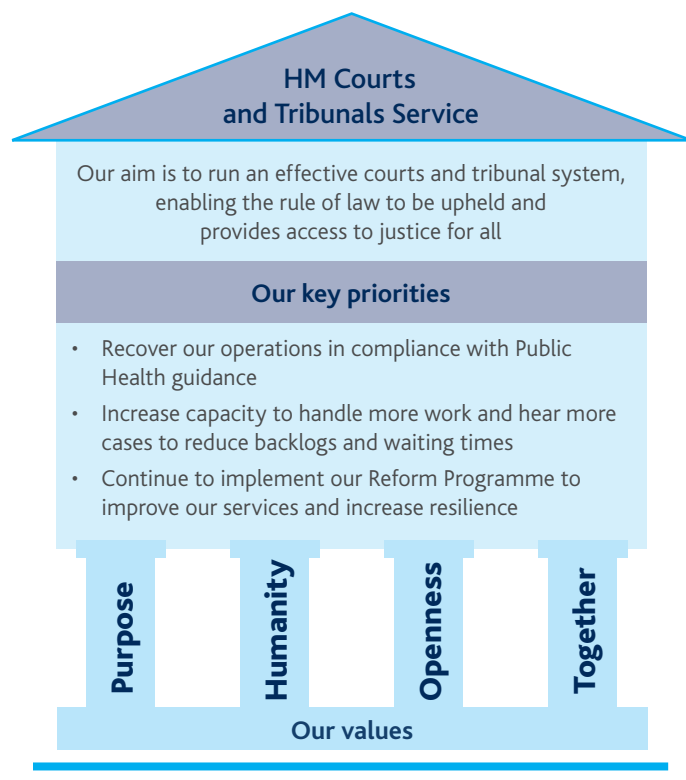 HM Courts
and Tribunals Service
Our aim is to run an effective courts and tribunal system,
enabling the rule of law to be upheld and
provides access to justice for all
Our key priorities
• Recover our operations in compliance with Public
Health guidance
• Increase capacity to handle more work and hear more
cases to reduce backlogs and waiting times
• Continue to implement our Reform Programme to
improve our services and increase resilience
Purpose
Humanity
Openness
Together
Our values